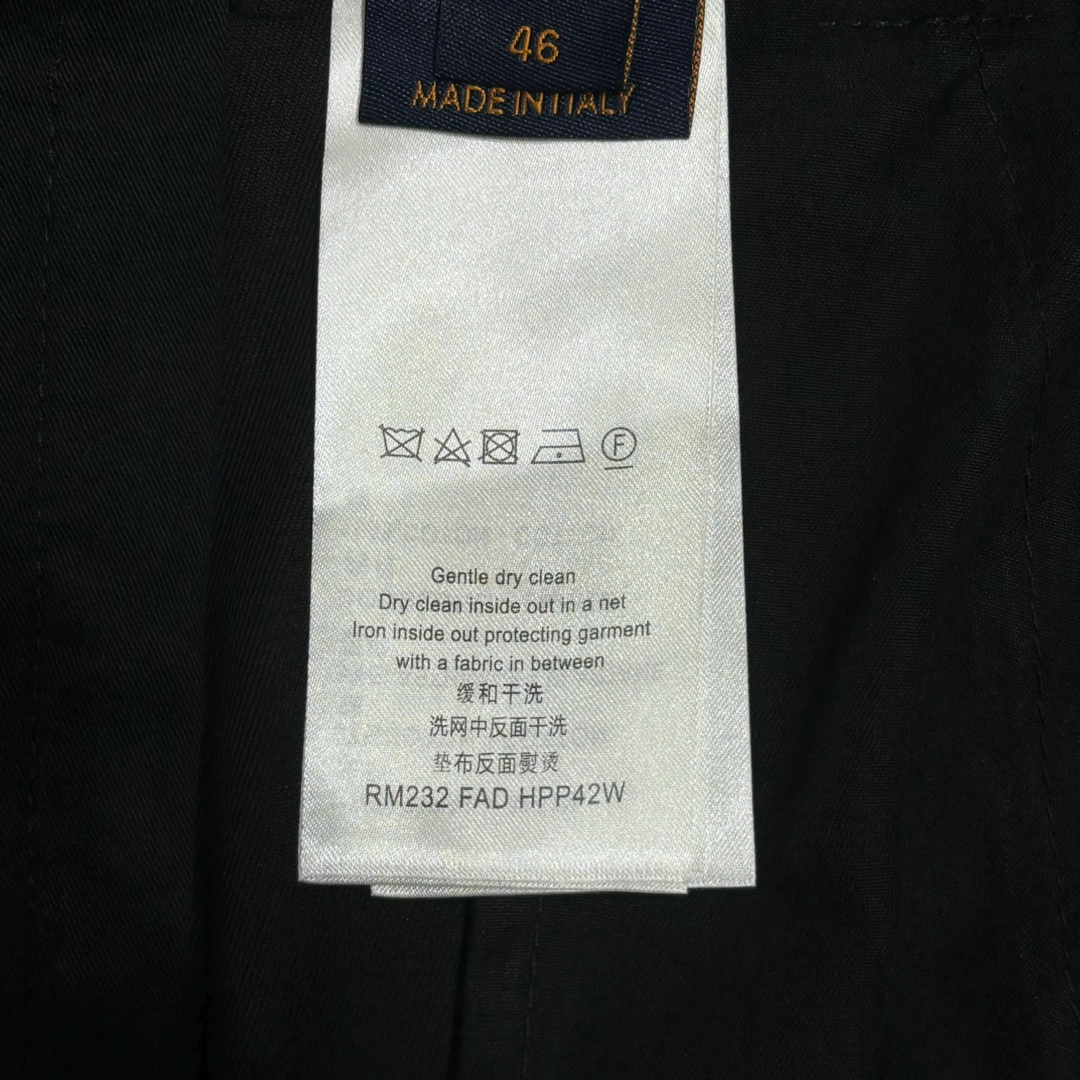 46
MADE IN ITALY
F
Gentle dry clean
Dry clean inside out in a net
Iron inside out protecting garment
with a fabric in between
缓和干洗
洗网中反面干洗
垫布反面熨烫
RM232 FAD HPP42W